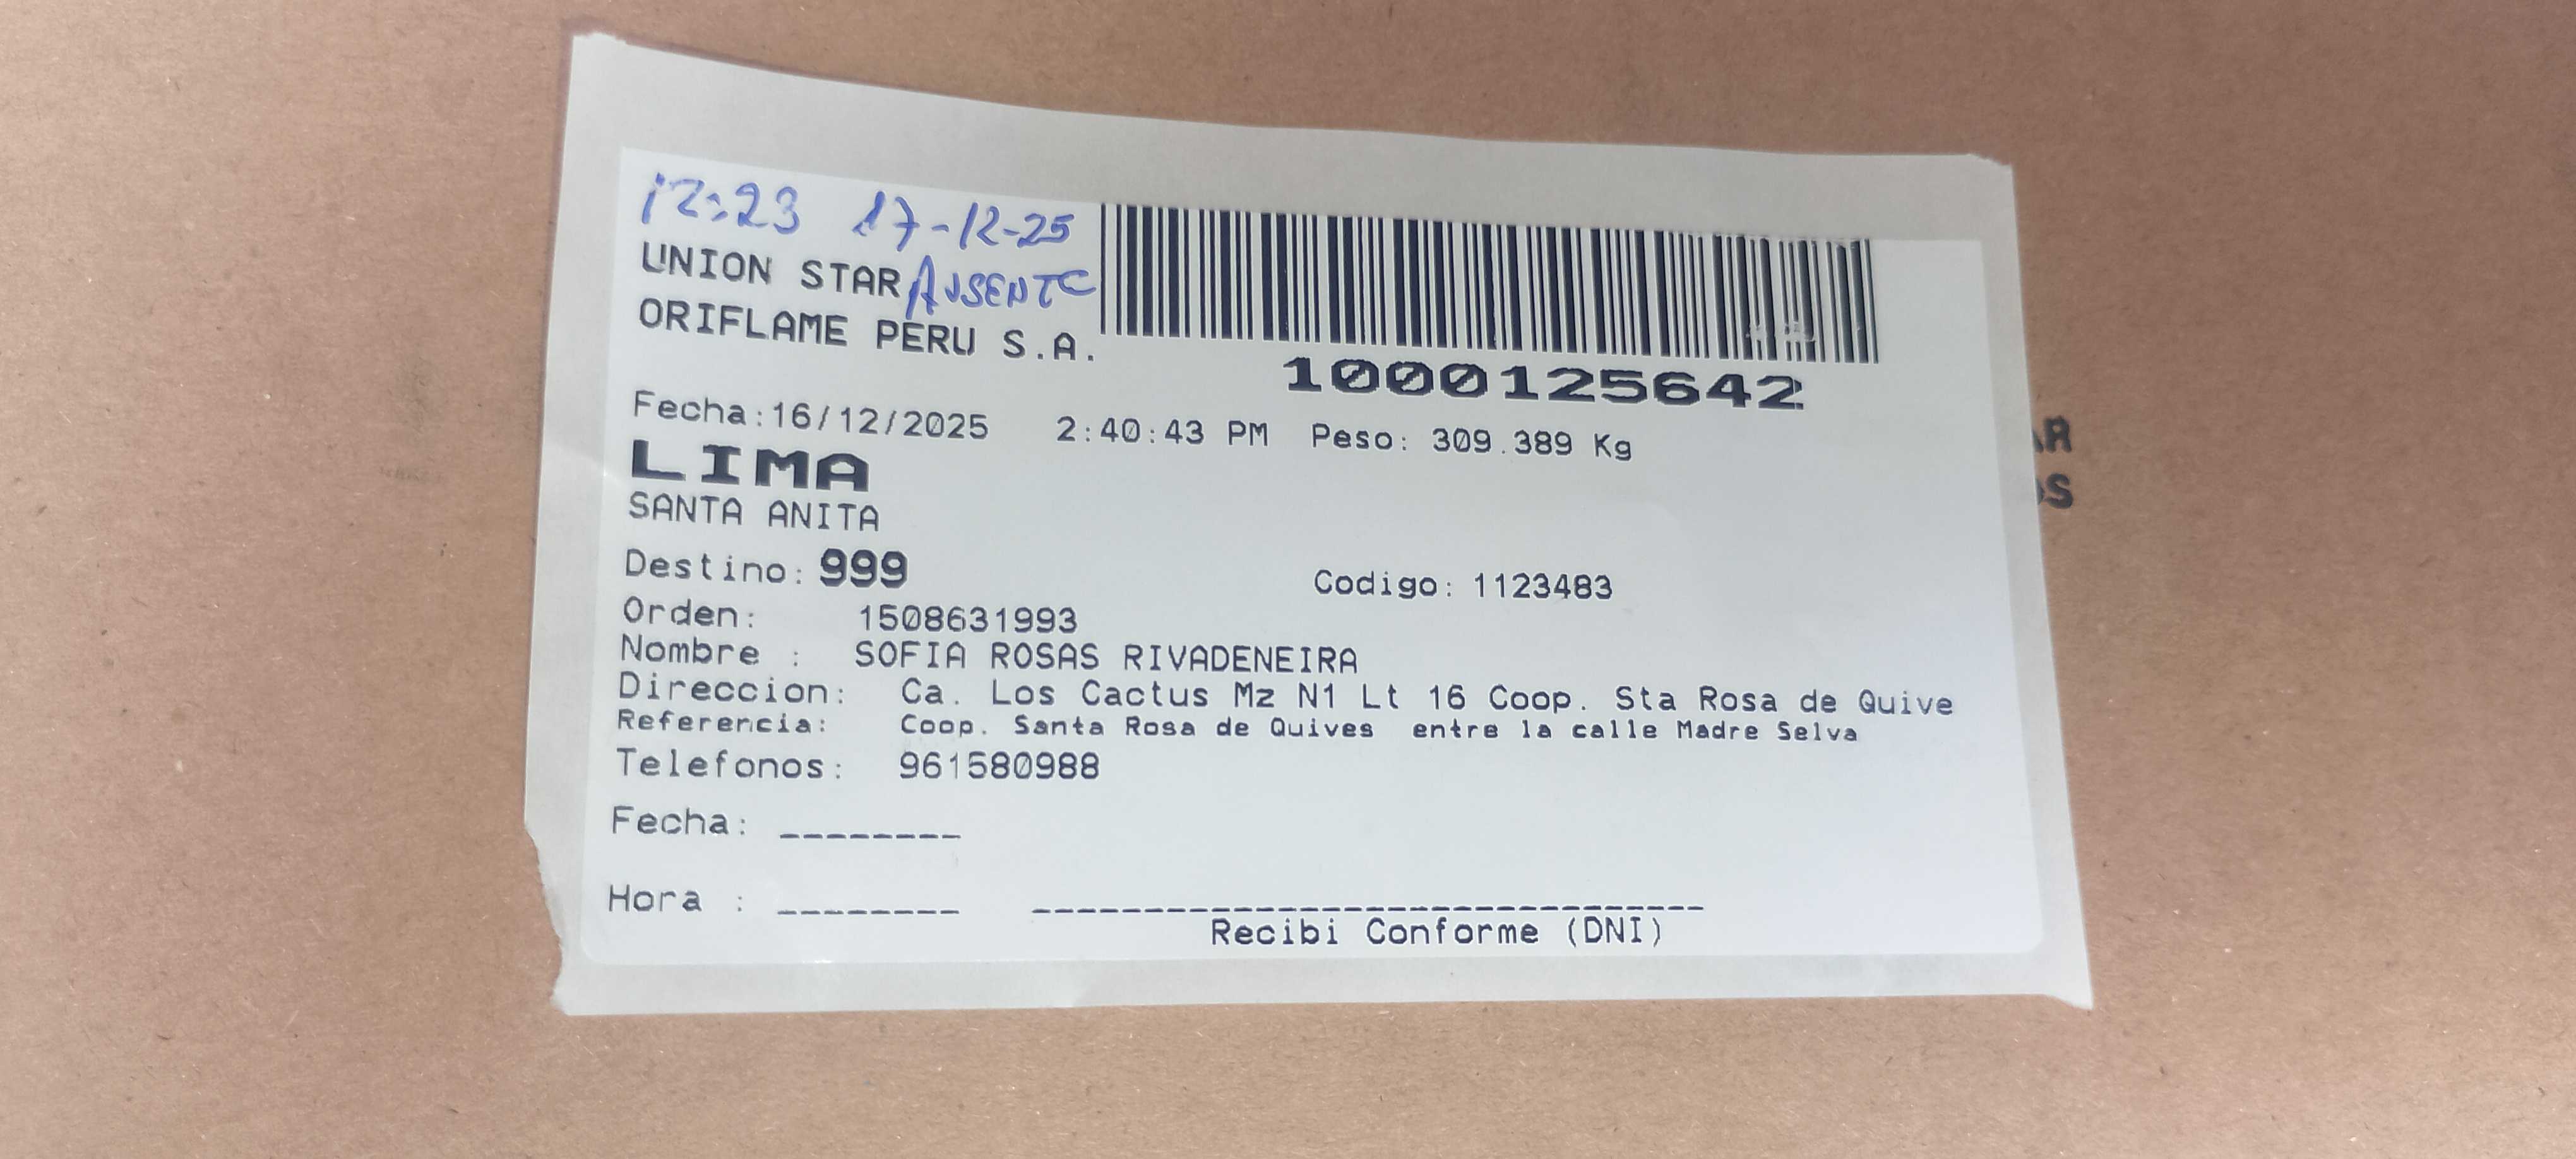 12:23 17-12-25
UNION STAR AUSENTE
ORIFLAME PERU S.A.
1000125642
Fecha:16/12/2025 2:40:43 PM Peso: 309.389 Kg
LIMA
SANTA ANITA
Destino: 999 Codigo: 1123483
Orden: 1508631993
Nombre : SOFIA ROSAS RIVADENEIRA
Direccion: Ca. Los Cactus Mz N1 Lt 16 Coop. Sta Rosa de Quive
Referencia: Coop. Santa Rosa de Quives entre la calle Madre Selva
Telefonos: 961580988
Fecha: ________
Hora : ________
Recibi Conforme (DNI)